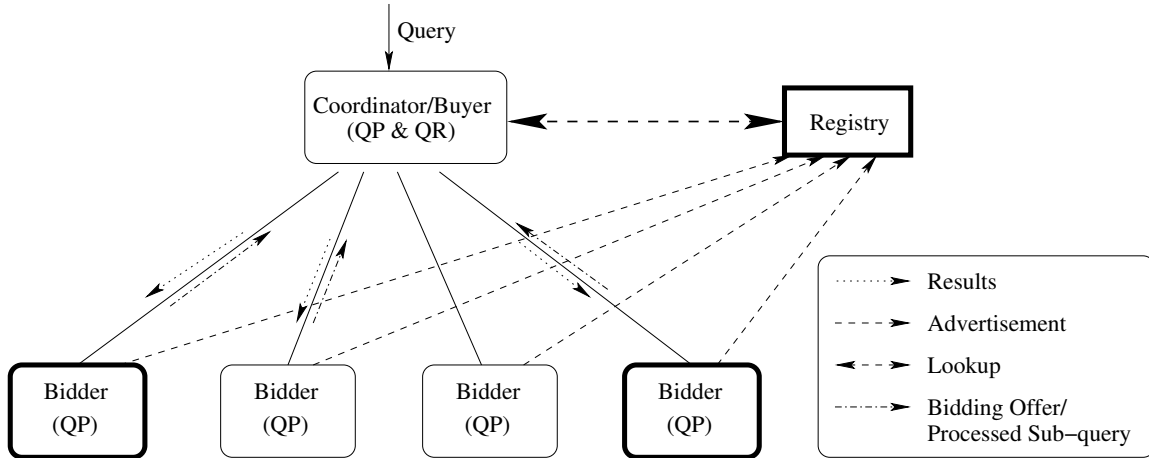 Query
Coordinator/Buyer
(QP & QR)
Registry
Bidder
(QP)
Bidder
(QP)
Bidder
(QP)
Bidder
(QP)
Results
Advertisement
Lookup
Bidding Offer/
Processed Sub−query